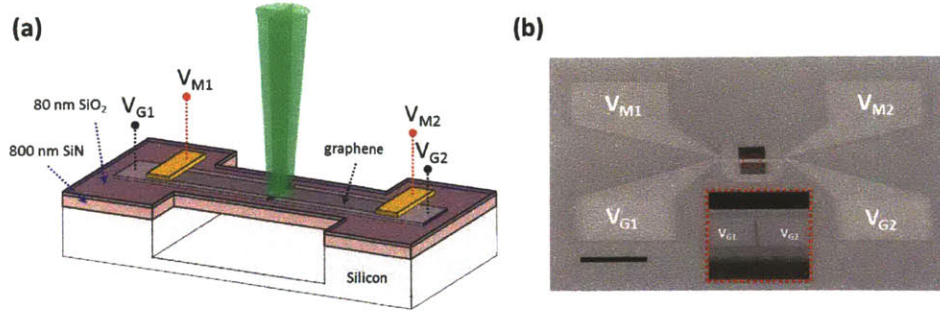 (a)
V_M1
V_G1
80 nm SiO₂
800 nm SiN
V_M2
V_G2
graphene
Silicon
(b)
V_M1
V_M2
V_G1
V_G2
V_G1
V_G2